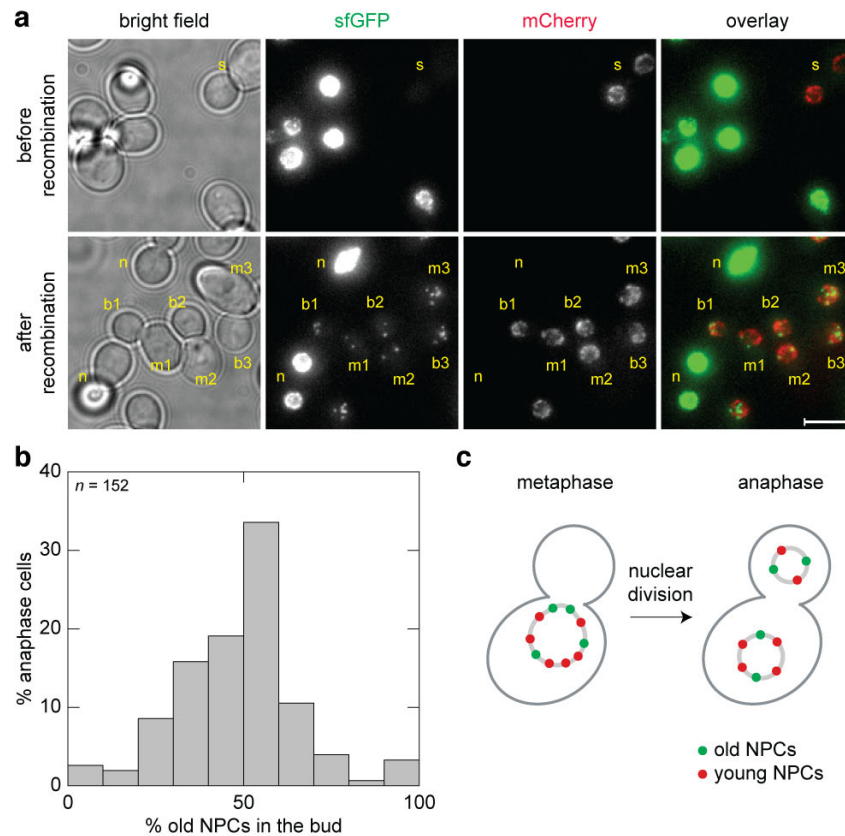 a
bright field
sfGFP
mCherry
overlay
before
recombination
s
s
s
after
recombination
n
m3
b1
b2
m1
m2
b3
n
n
m3
b1
b2
m1
m2
b3
n
n
m3
b1
b2
m1
m2
b3
n
n
m3
b1
b2
m1
m2
b3
n
b
n = 152
% anaphase cells
40
30
20
10
0
0
50
100
% old NPCs in the bud
c
metaphase
anaphase
nuclear
division
old NPCs
young NPCs